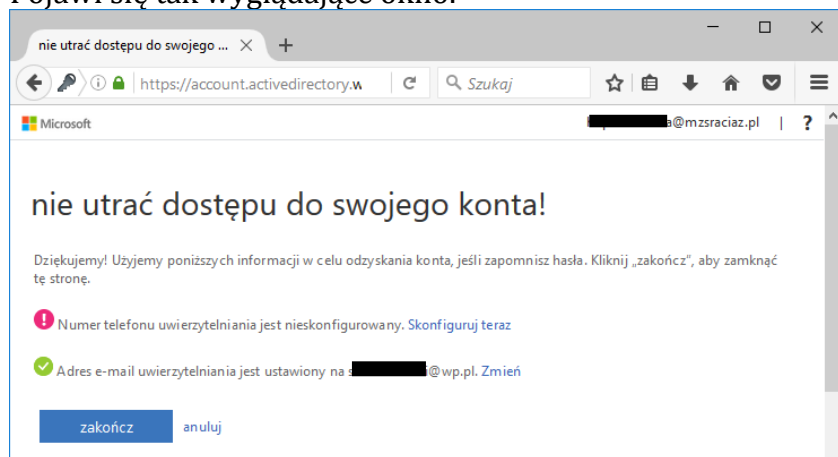 Pojawi się tak wyglądające okno:
nie utrać dostępu do swojego ...
https://account.activedirectory.w
Szukaj
Microsoft
a@mzsraciaz.pl | ?
nie utrać dostępu do swojego konta!
Dziękujemy! Użyjemy poniższych informacji w celu odzyskania konta, jeśli zapomnisz hasła. Kliknij „zakończ”, aby zamknąć
tę stronę.
Numer telefonu uwierzytelniania jest nieskonfigurowany. Skonfiguruj teraz
Adres e-mail uwierzytelniania jest ustawiony na s i@wp.pl. Zmień
zakończ anuluj